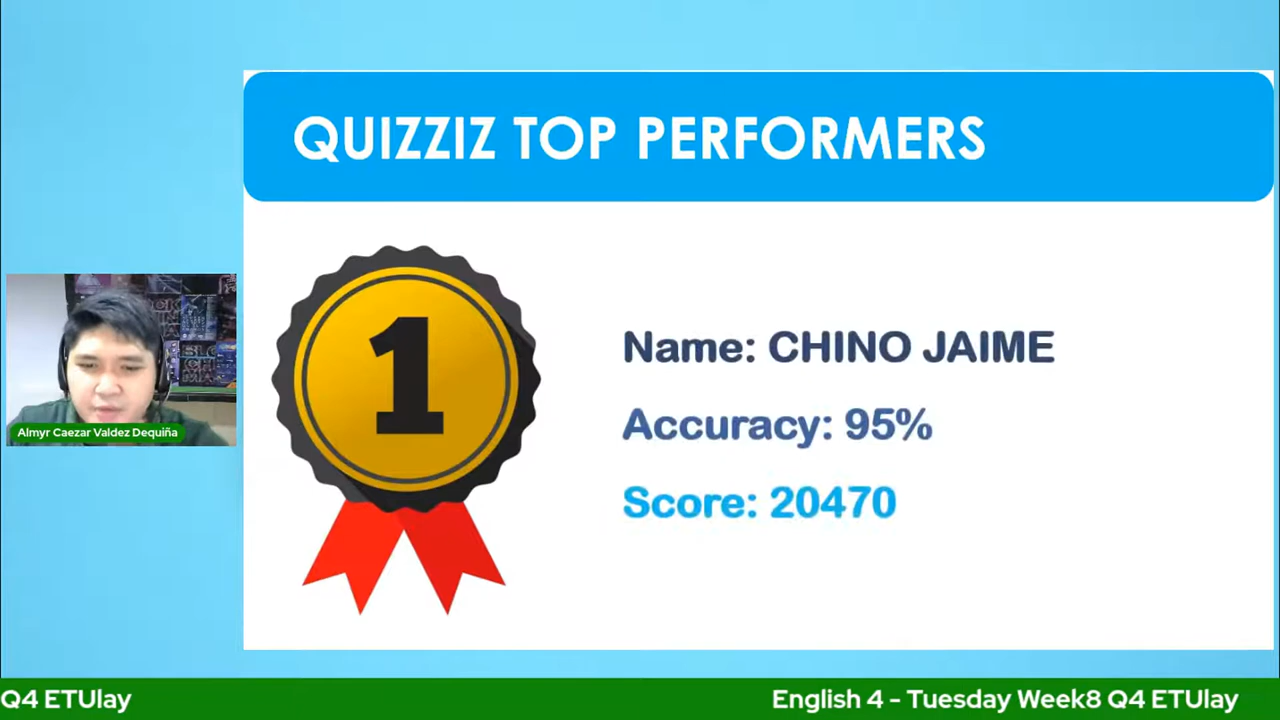 QUIZZIZ TOP PERFORMERS
1
Name: CHINO JAIME
Accuracy: 95%
Score: 20470
Almyr Caezar Valdez Dequiña
Q4 ETUlay
English 4 - Tuesday Week8 Q4 ETUlay